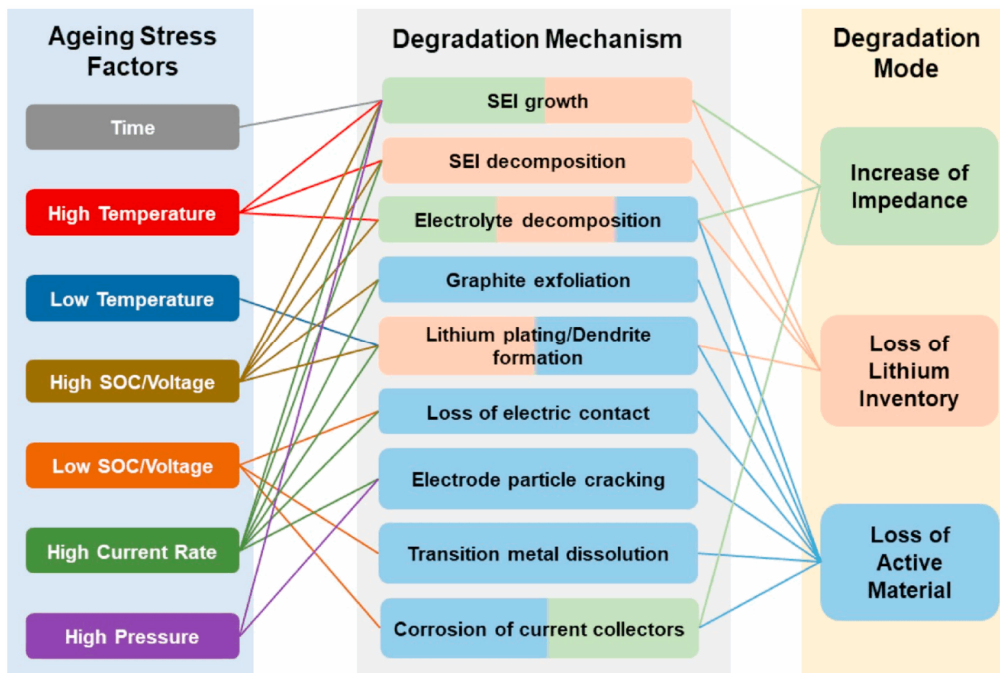 Ageing Stress
Factors
Time
High Temperature
Low Temperature
High SOC/Voltage
Low SOC/Voltage
High Current Rate
High Pressure
Degradation Mechanism
SEI growth
SEI decomposition
Electrolyte decomposition
Graphite exfoliation
Lithium plating/Dendrite
formation
Loss of electric contact
Electrode particle cracking
Transition metal dissolution
Corrosion of current collectors
Degradation
Mode
Increase of
Impedance
Loss of
Lithium
Inventory
Loss of
Active
Material